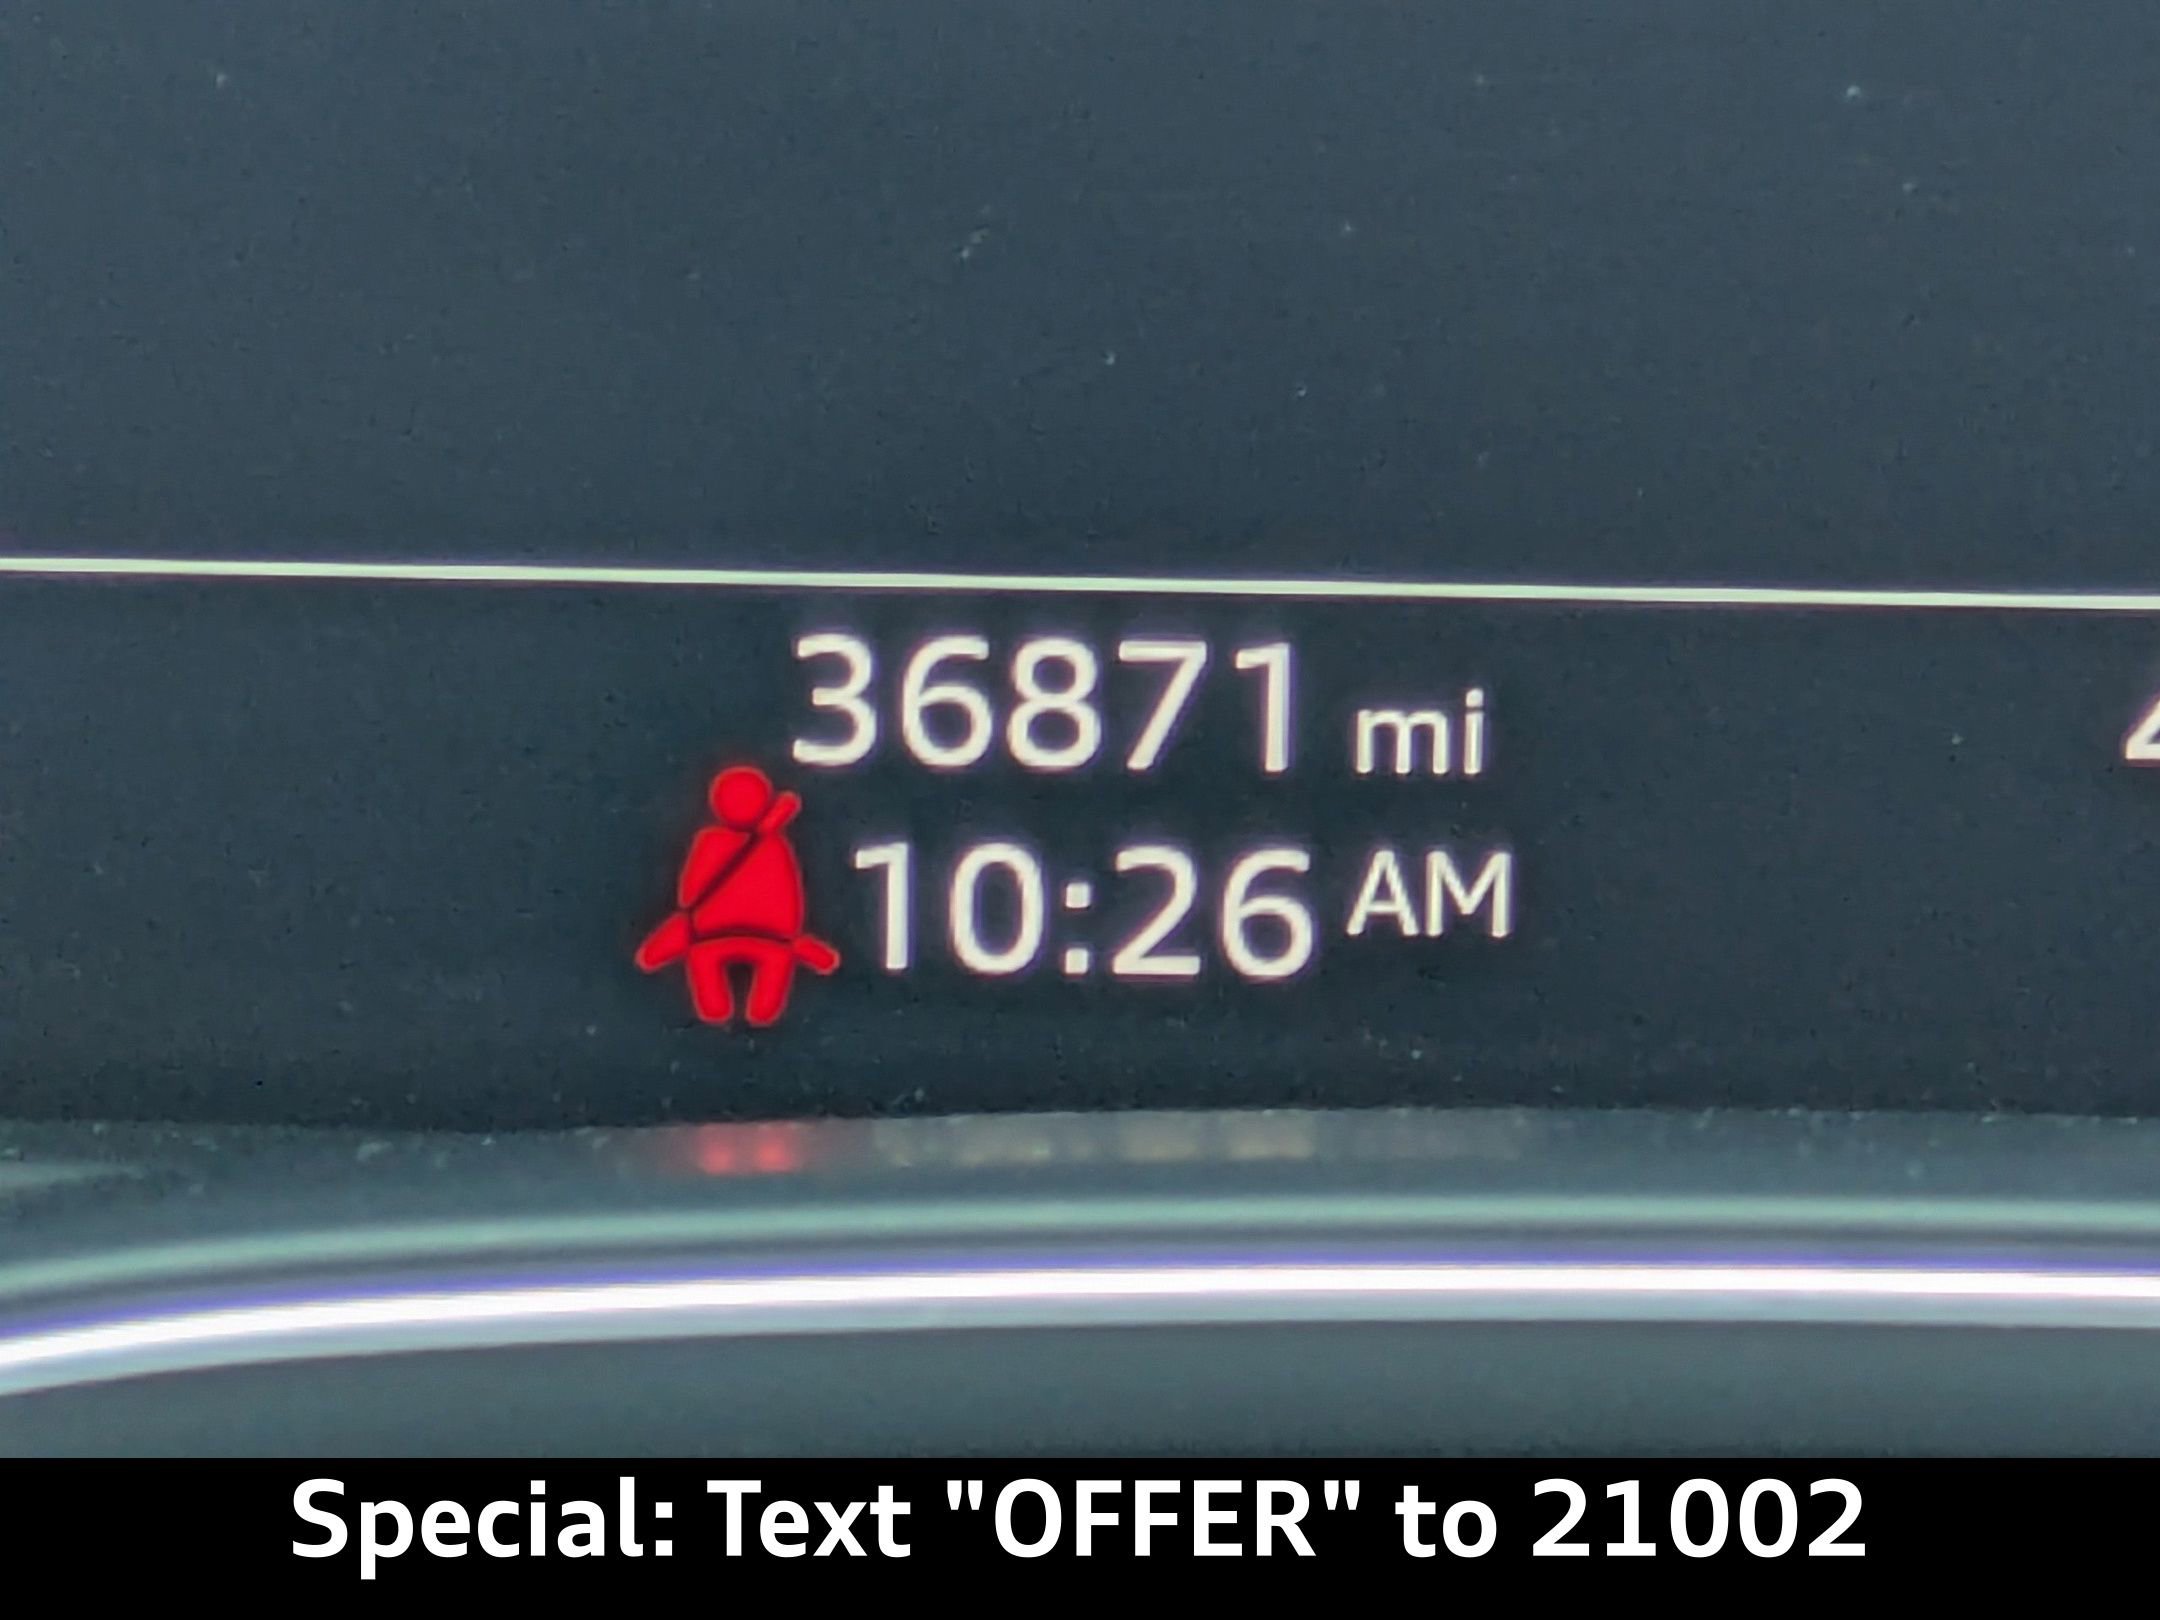 36871 mi
10:26 AM
Special: Text "OFFER" to 21002